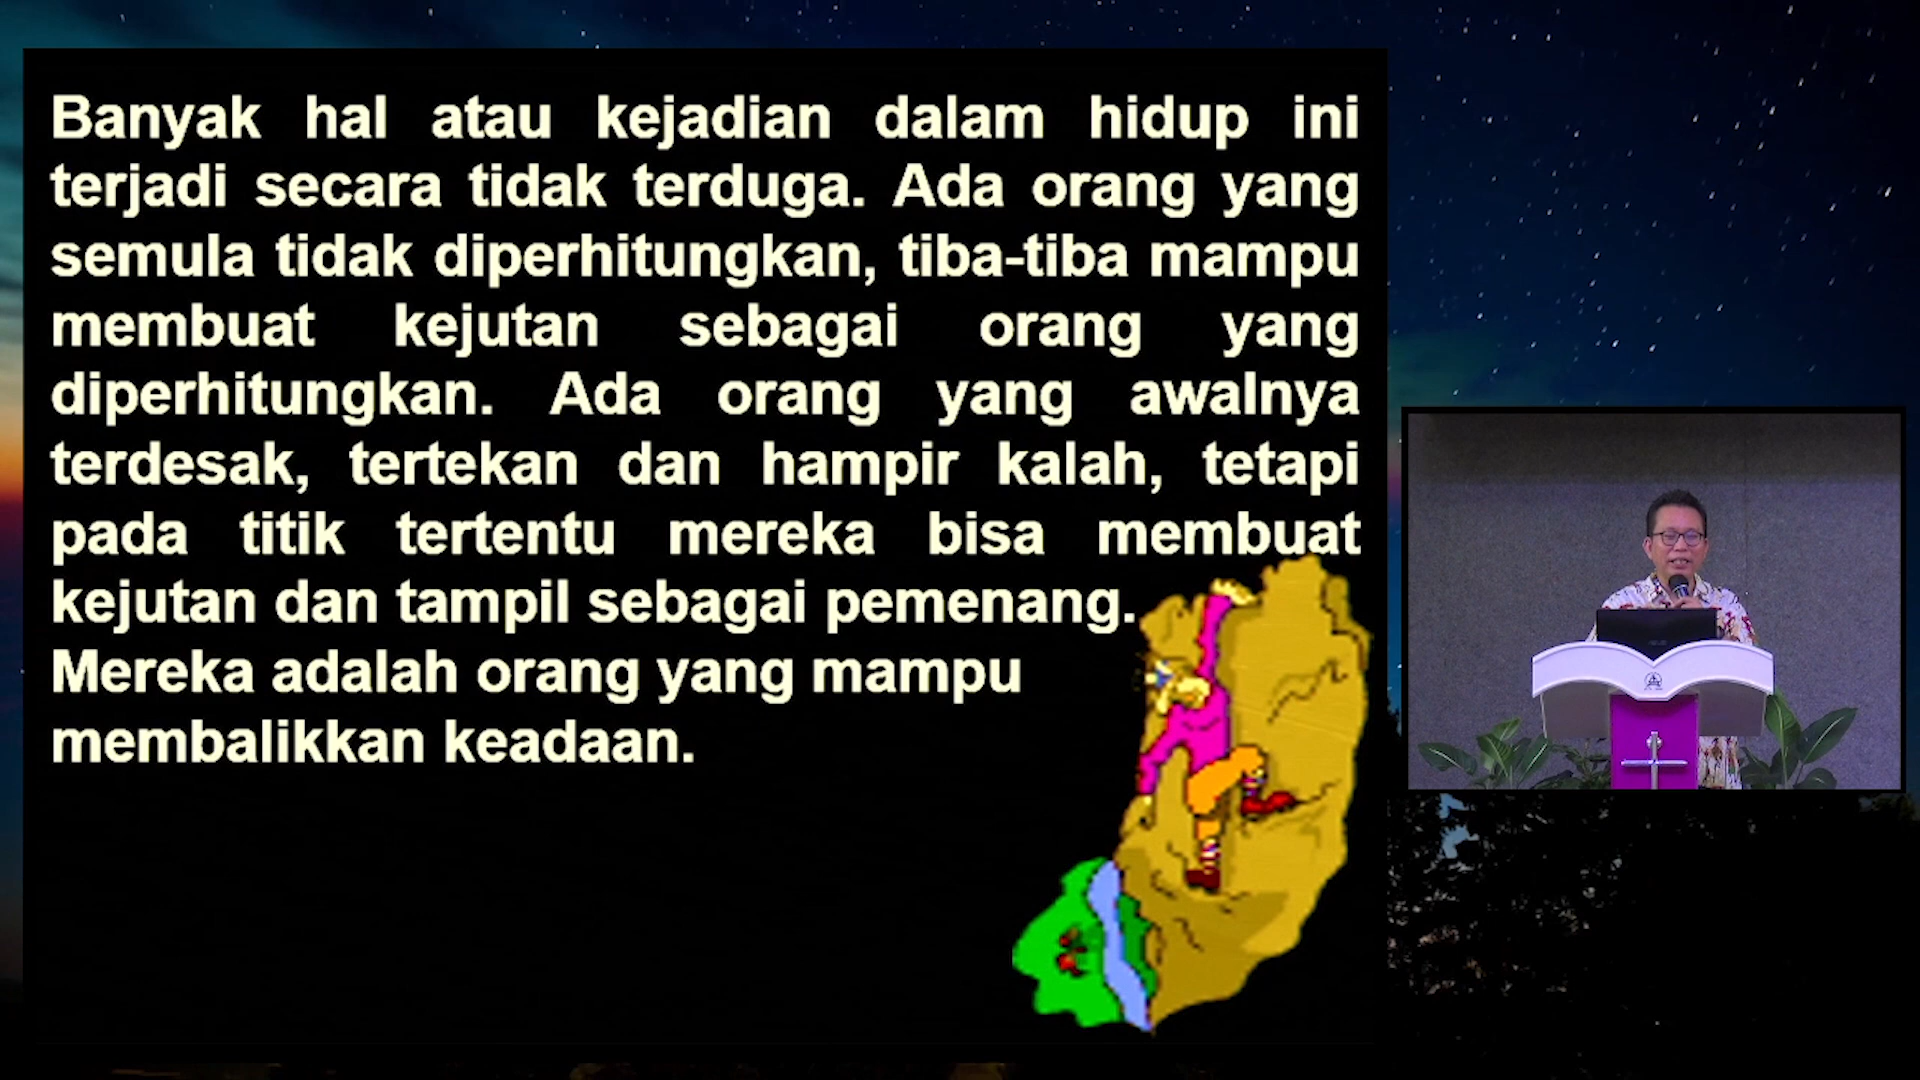 Banyak hal atau kejadian dalam hidup ini
terjadi secara tidak terduga. Ada orang yang
semula tidak diperhitungkan, tiba-tiba mampu
membuat kejutan sebagai orang yang
diperhitungkan. Ada orang yang awalnya
terdesak, tertekan dan hampir kalah, tetapi
pada titik tertentu mereka bisa membuat
kejutan dan tampil sebagai pemenang.
Mereka adalah orang yang mampu
membalikkan keadaan.